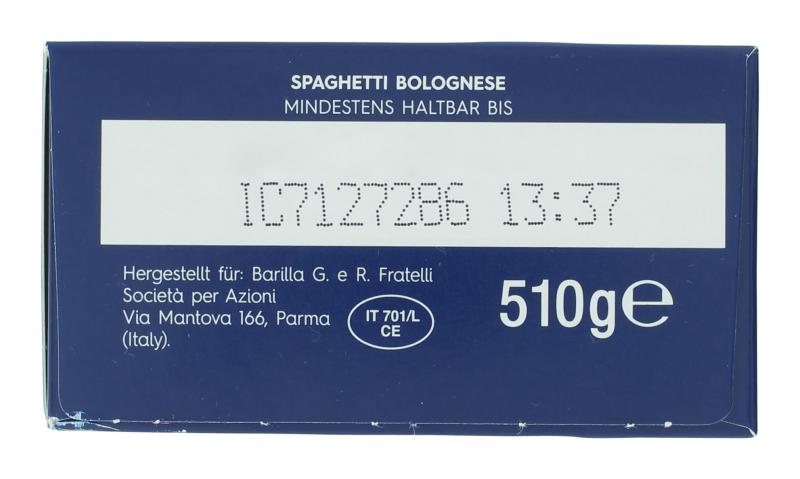 SPAGHETTI BOLOGNESE
MINDESTENS HALTBAR BIS
IC7127286 13:37
Hergestellt für: Barilla G. e R. Fratelli
Società per Azioni
Via Mantova 166, Parma
(Italy).
IT 701/L
CE
510g℮